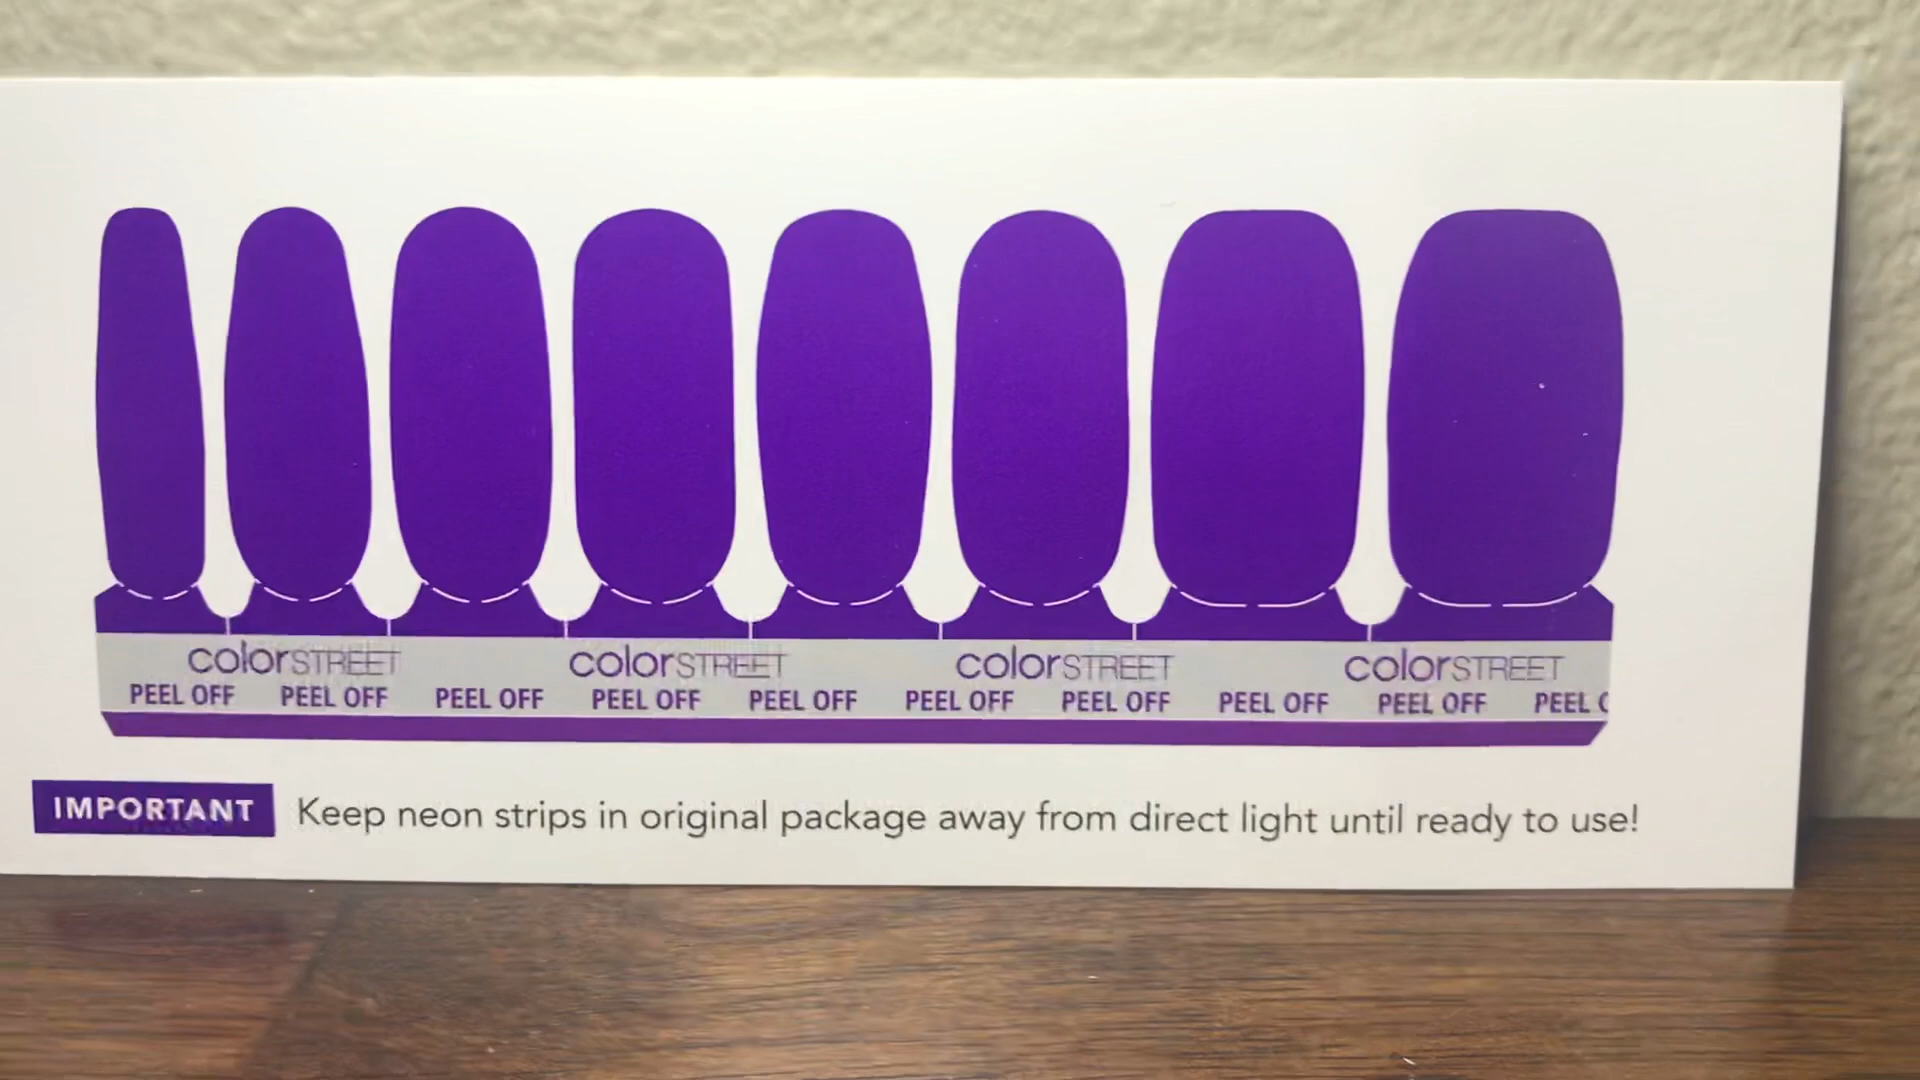 colorSTREET colorSTREET colorSTREET colorSTREET
PEEL OFF PEEL OFF PEEL OFF PEEL OFF PEEL OFF PEEL OFF PEEL OFF PEEL OFF PEEL OFF PEEL
IMPORTANT Keep neon strips in original package away from direct light until ready to use!